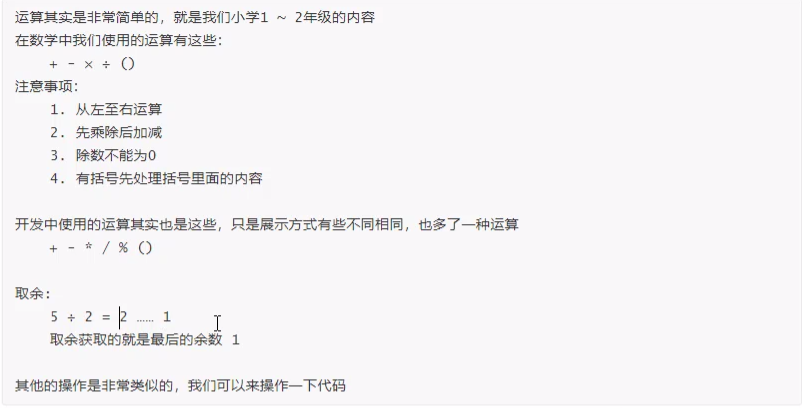 运算其实是非常简单的，就是我们小学1 ~ 2年级的内容
在数学中我们使用的运算有这些：
+ - × ÷ ()
注意事项：
1. 从左至右运算
2. 先乘除后加减
3. 除数不能为0
4. 有括号先处理括号里面的内容
开发中使用的运算其实也是这些，只是展示方式有些不同相同，也多了一种运算
+ - * / % ()
取余：
5 ÷ 2 = 2 …… 1
取余获取的就是最后的余数 1
其他的操作是非常类似的，我们可以来操作一下代码